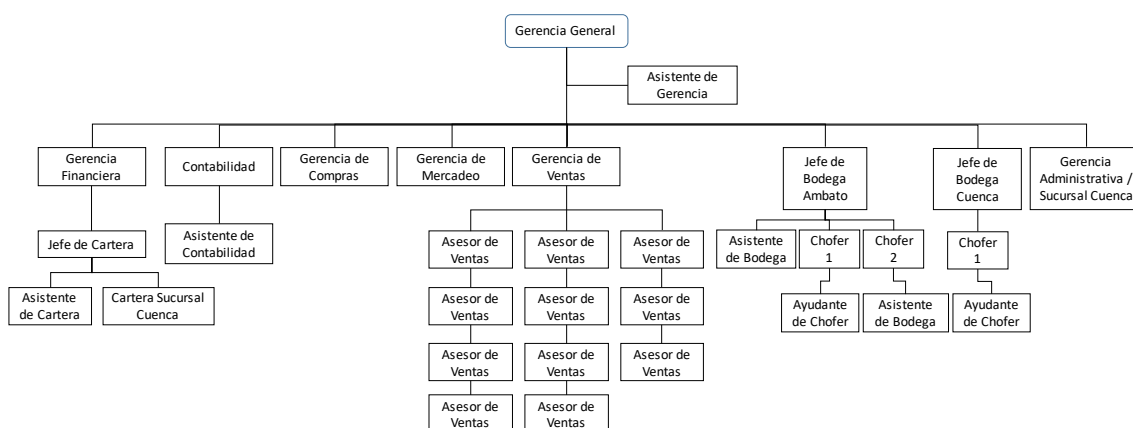 Gerencia General
Asistente de
Gerencia
Gerencia
Financiera
Contabilidad
Gerencia de
Compras
Gerencia de
Mercadeo
Gerencia de
Ventas
Jefe de
Bodega
Ambato
Jefe de
Bodega
Cuenca
Gerencia
Administrativa /
Sucursal Cuenca
Jefe de Cartera
Asistente de
Contabilidad
Asesor de
Ventas
Asesor de
Ventas
Asesor de
Ventas
Asistente
de Bodega
Chofer
1
Chofer
2
Chofer
1
Asistente
de Cartera
Cartera Sucursal
Cuenca
Asesor de
Ventas
Asesor de
Ventas
Asesor de
Ventas
Ayudante
de Chofer
Asistente
de Bodega
Ayudante
de Chofer
Asesor de
Ventas
Asesor de
Ventas
Asesor de
Ventas
Asesor de
Ventas
Asesor de
Ventas